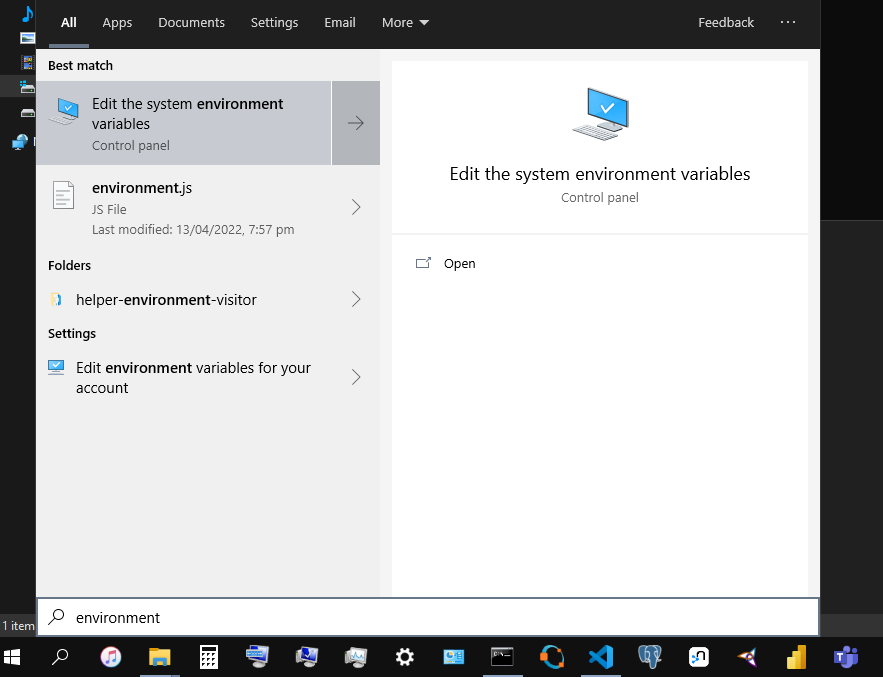 All Apps Documents Settings Email More Feedback ...
Best match
Edit the system environment
variables
Control panel
environment.js
JS File
Last modified: 13/04/2022, 7:57 pm
Folders
helper-environment-visitor
Settings
Edit environment variables for your
account
Edit the system environment variables
Control panel
Open
environment
1 item